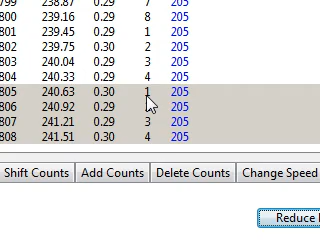 799 238.87 0.29 7 205
800 239.16 0.29 8 205
801 239.45 0.29 1 205
802 239.75 0.30 2 205
803 240.04 0.29 3 205
804 240.33 0.29 4 205
805 240.63 0.30 1 205
806 240.92 0.29 205
807 241.21 0.29 3 205
808 241.51 0.30 4 205
Shift Counts Add Counts Delete Counts Change Speed
Reduce